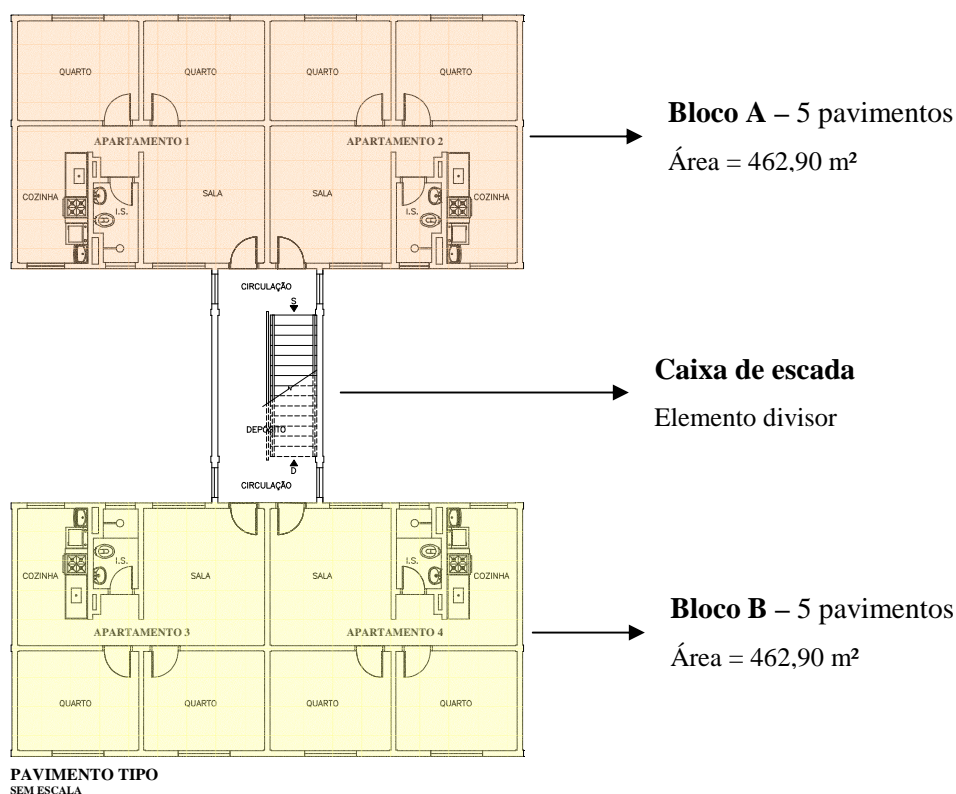 QUARTO QUARTO QUARTO QUARTO
Bloco A – 5 pavimentos
APARTAMENTO 1 APARTAMENTO 2
Área = 462,90 m²
COZINHA SALA SALA COZINHA
I.S. I.S.
CIRCULAÇÃO
S
Caixa de escada
Elemento divisor
DEPÓSITO
D
CIRCULAÇÃO
I.S. I.S.
COZINHA SALA SALA COZINHA
Bloco B – 5 pavimentos
APARTAMENTO 3 APARTAMENTO 4
Área = 462,90 m²
QUARTO QUARTO QUARTO QUARTO
PAVIMENTO TIPO
SEM ESCALA